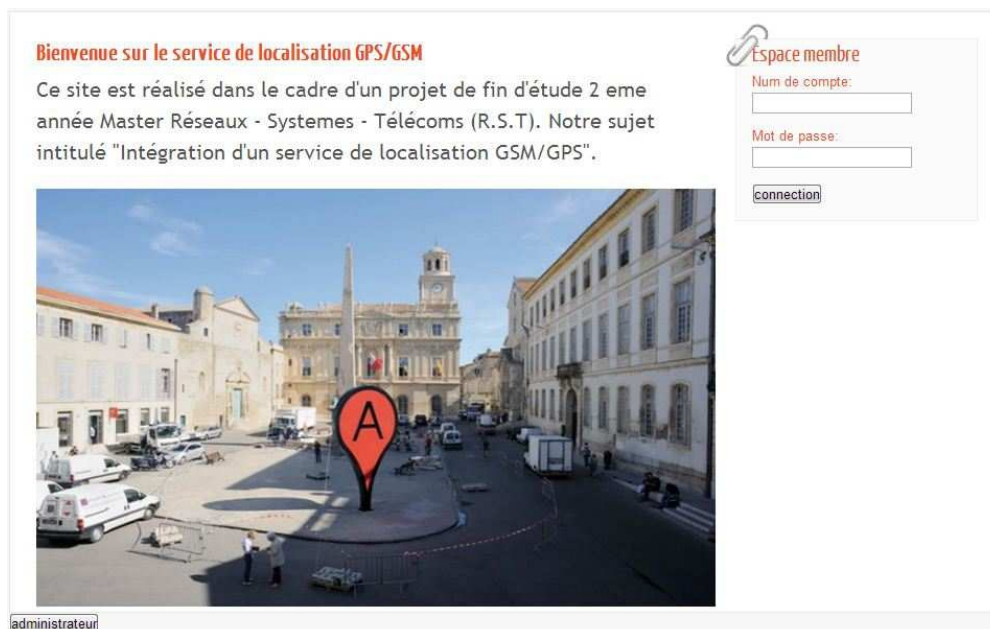 Bienvenue sur le service de localisation GPS/GSM
Ce site est réalisé dans le cadre d'un projet de fin d'étude 2 eme
année Master Réseaux - Systemes - Télécoms (R.S.T). Notre sujet
intitulé "Intégration d'un service de localisation GSM/GPS".
Espace membre
Num de compte:
Mot de passe:
connection
A
administrateur